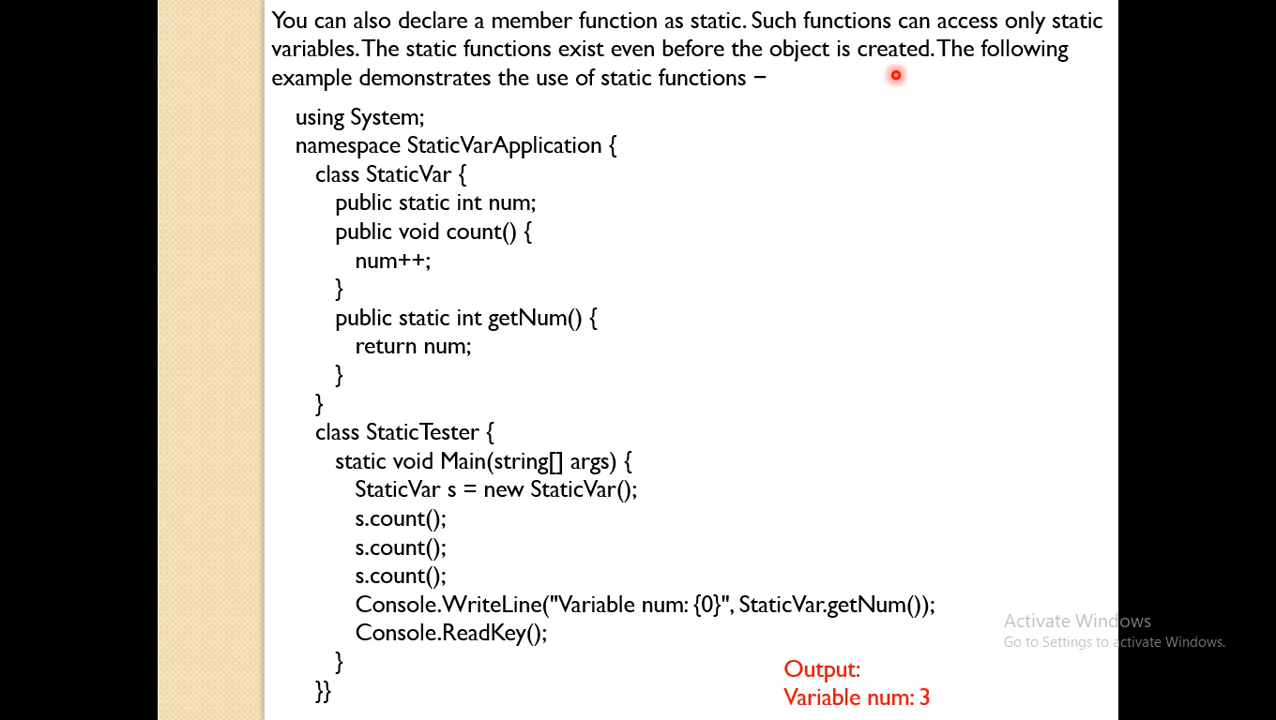 You can also declare a member function as static. Such functions can access only static
variables. The static functions exist even before the object is created. The following
example demonstrates the use of static functions −
using System;
namespace StaticVarApplication {
class StaticVar {
public static int num;
public void count() {
num++;
}
public static int getNum() {
return num;
}
}
class StaticTester {
static void Main(string[] args) {
StaticVar s = new StaticVar();
s.count();
s.count();
s.count();
Console.WriteLine("Variable num: {0}", StaticVar.getNum());
Console.ReadKey();
}
}}
Output:
Variable num: 3
Activate Windows
Go to Settings to activate Windows.